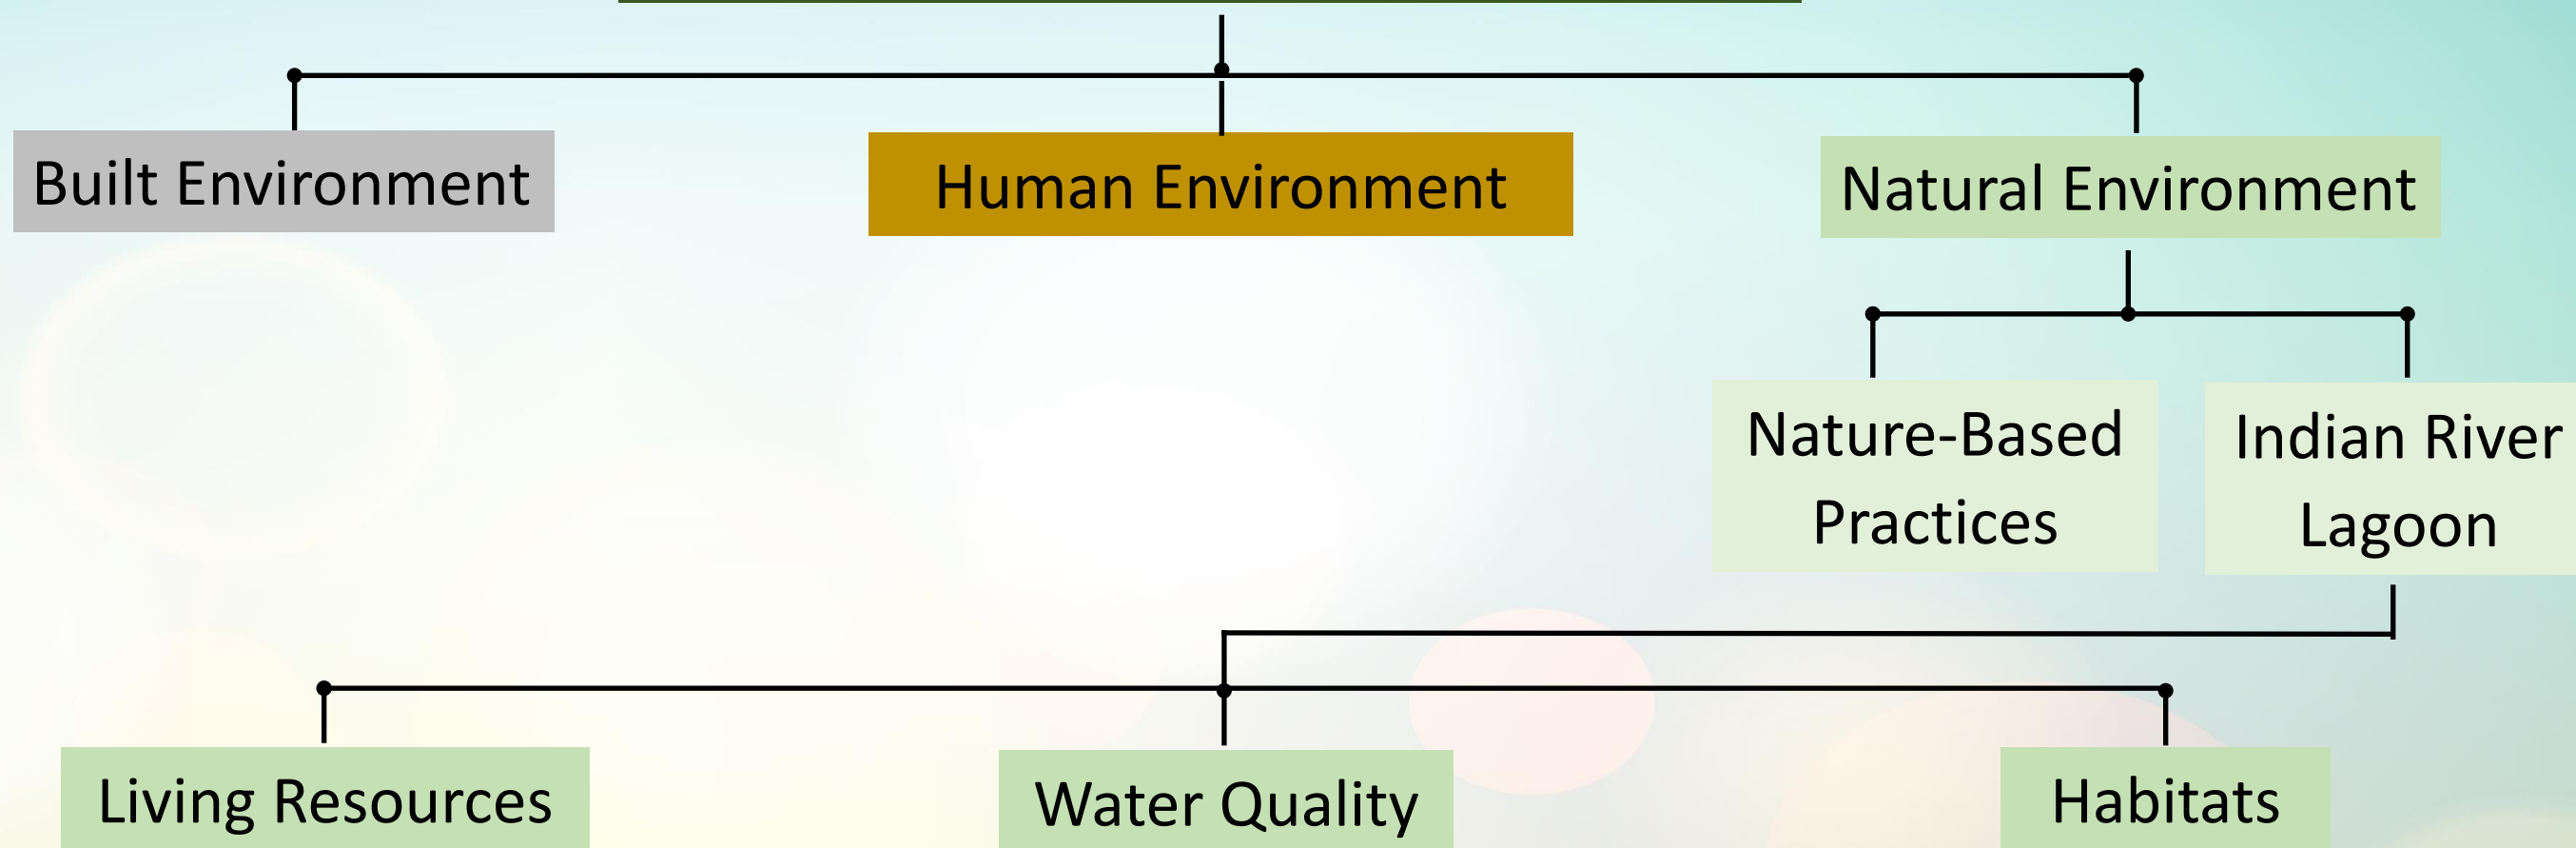 Built Environment
Human Environment
Natural Environment
Nature-Based
Practices
Indian River
Lagoon
Living Resources
Water Quality
Habitats